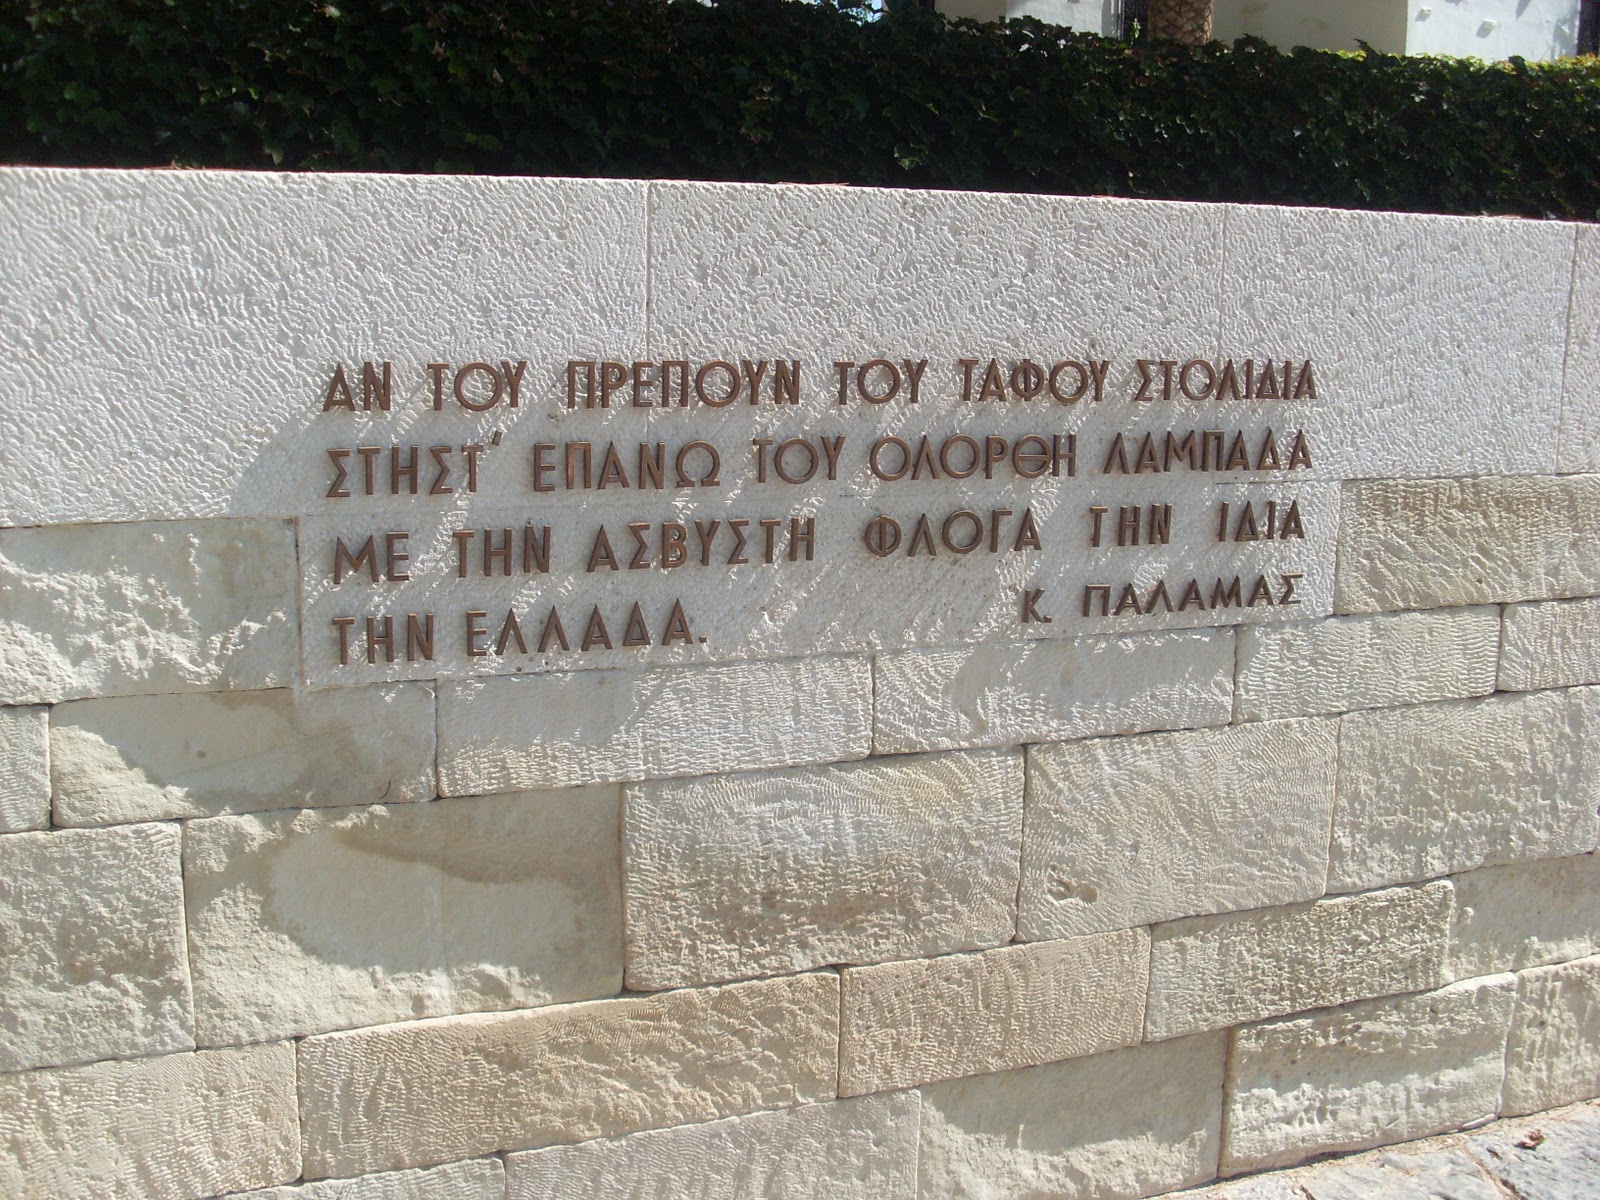 ΑΝ ΤΟΥ ΠΡΕΠΟΥΝ ΤΟΥ ΤΑΦΟΥ ΣΤΟΛΙΔΙΑ
ΣΤΗΣΤ' ΕΠΑΝΩ ΤΟΥ ΟΛΟΡΘΗ ΛΑΜΠΑΔΑ
ΜΕ ΤΗΝ ΑΣΒΥΣΤΗ ΦΛΟΓΑ ΤΗΝ ΙΔΙΑ
ΤΗΝ ΕΛΛΑΔΑ.
Κ. ΠΑΛΑΜΑΣ